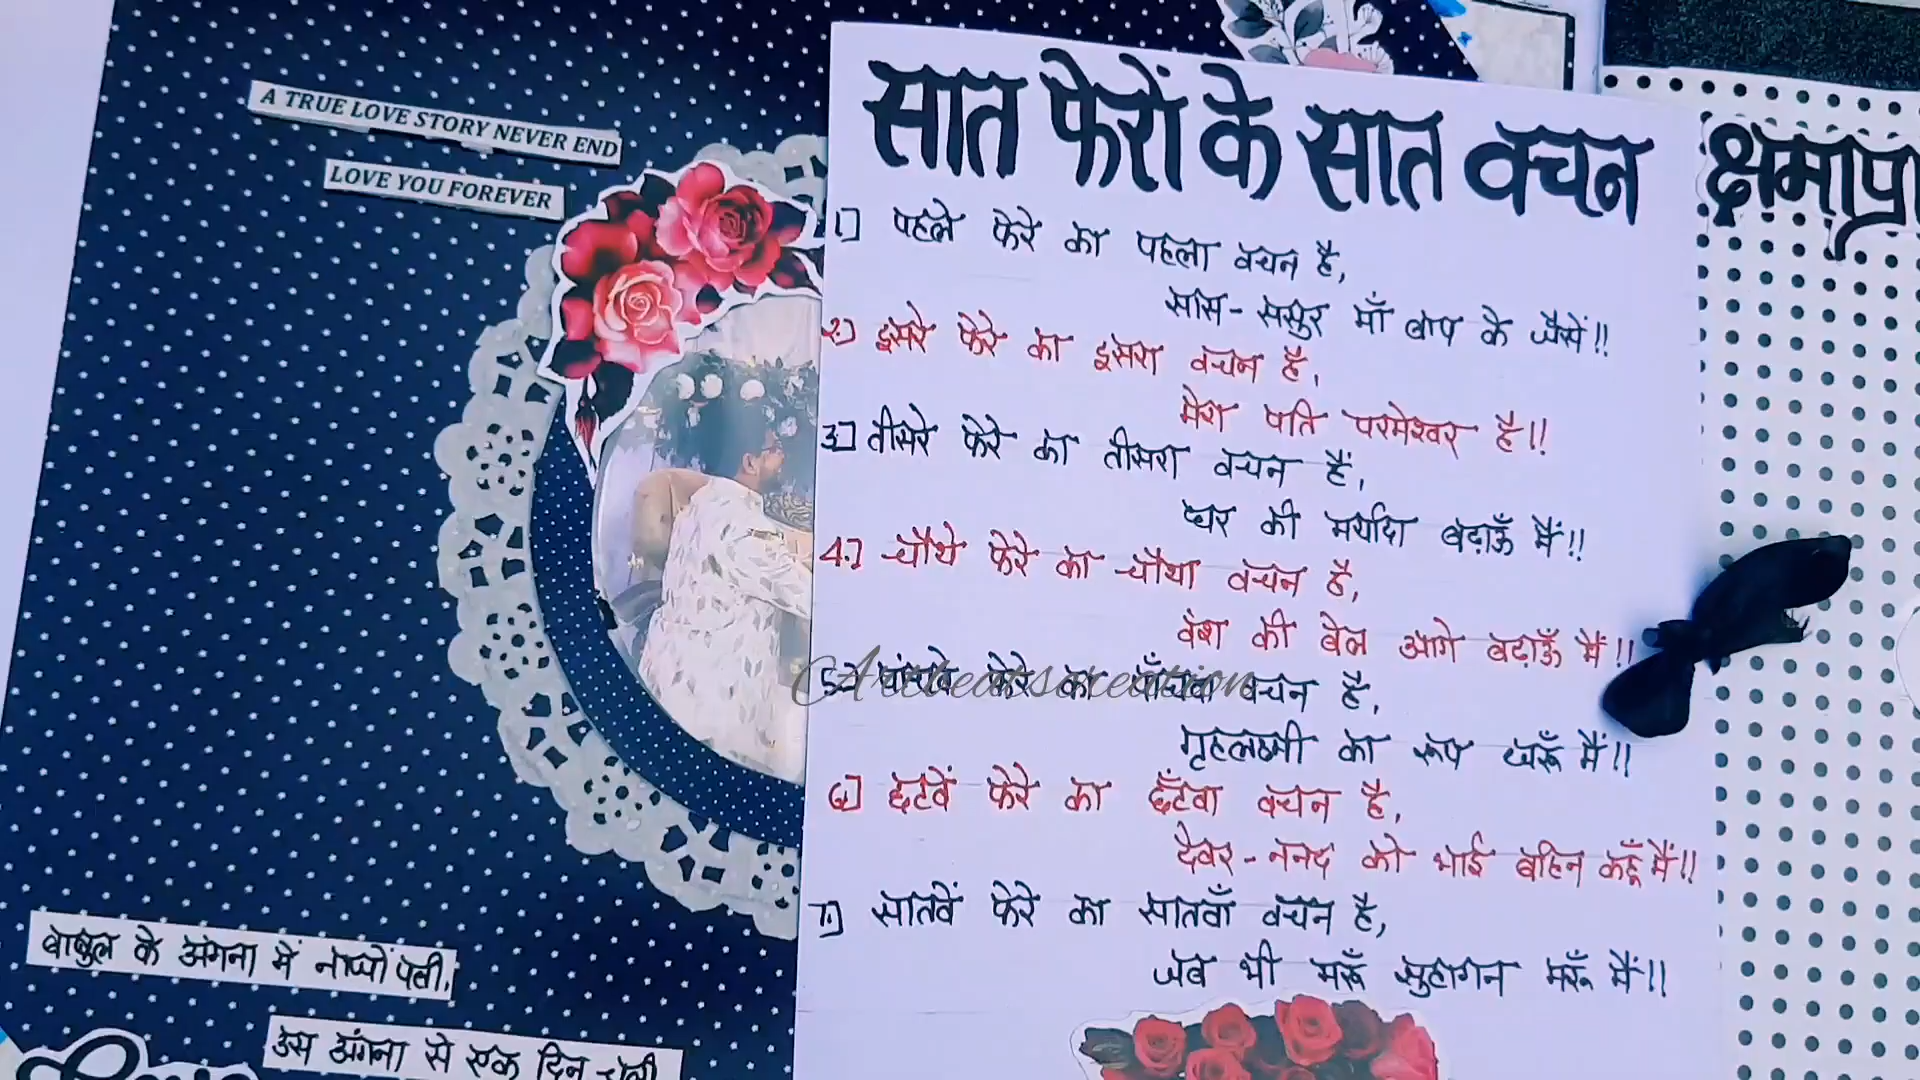 A TRUE LOVE STORY NEVER END
LOVE YOU FOREVER
सात फेरों के सात वचन
1] पहले फेरे का पहला वचन है,
सास - ससुर माँ बाप के जैसें!!
2.] दूसरे फेरे का दूसरा वचन है,
मेरा पति परमेश्वर है!!
3.] तीसरे फेरे का तीसरा वचन हैं,
घर की मर्यादा बढ़ाऊँ मैं!!
4.] चौथे फेरे का चौथा वचन है,
वंश की बेल आगे बढ़ाऊँ मैं!!
5.] फेरे का वचन है,
गृहलक्ष्मी का रूप धरूँ मैं!!
6.] छटवें फेरे का छँटवा वचन है,
देवर - ननद को भाई बहिन कहूँ मैं!!
7.] सातवें फेरे का सातवाँ वचन है,
जब भी मरूँ सुहागन मरूँ मैं!!
क्षमाप्रा
बाबुल के अंगना में नाजों पली,
उस अंगना से एक दिन चली
Artbeatscreation